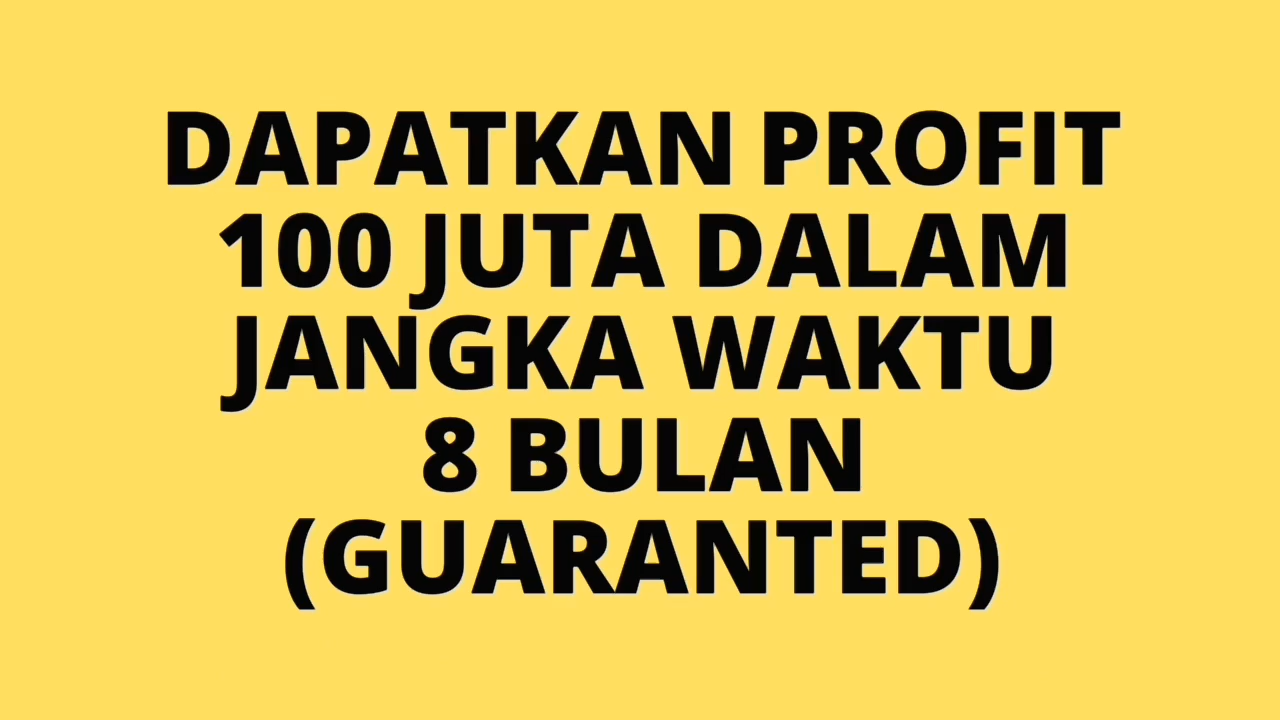 DAPATKAN PROFIT
100 JUTA DALAM
JANGKA WAKTU
8 BULAN
(GUARANTED)